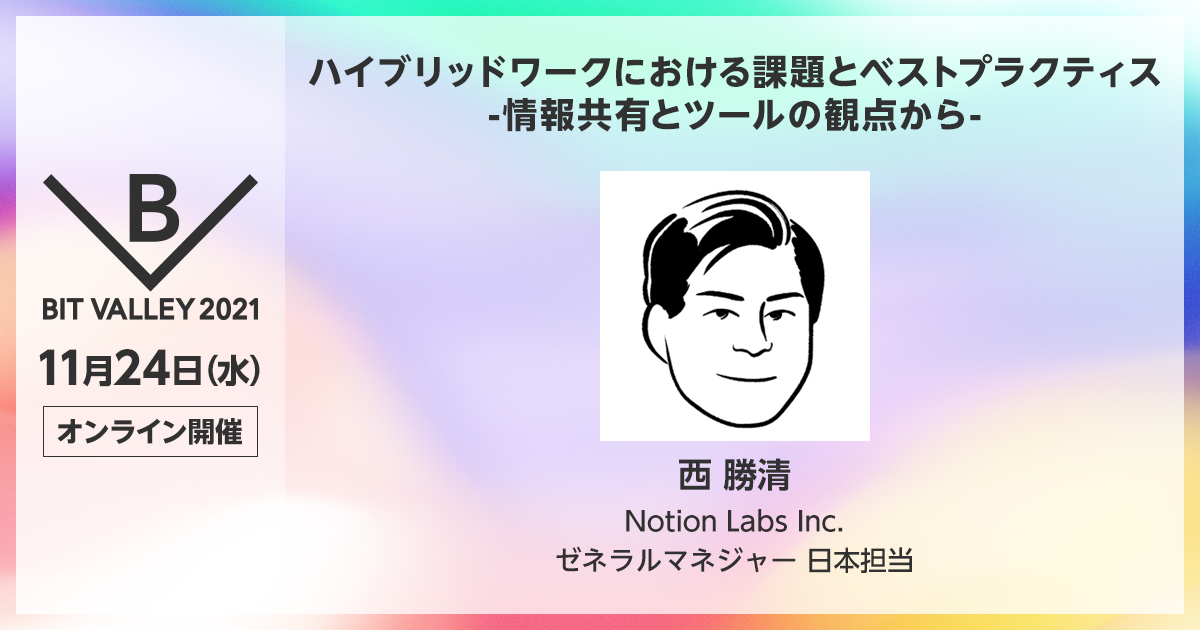 ハイブリッドワークにおける課題とベストプラクティス
-情報共有とツールの観点から-
B
BIT VALLEY 2021
11月24日(水)
オンライン開催
西 勝清
Notion Labs Inc.
ゼネラルマネジャー 日本担当